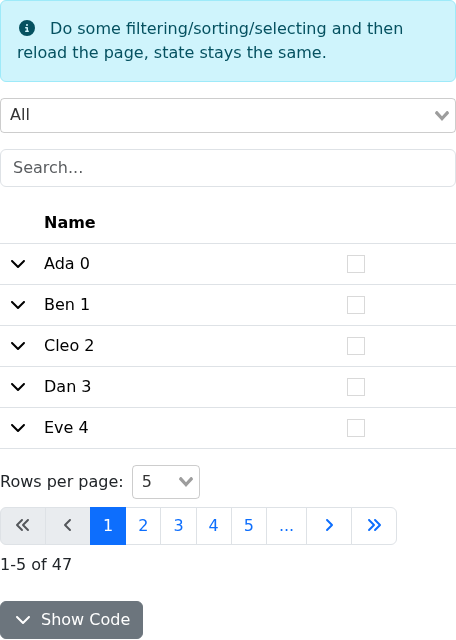 Do some filtering/sorting/selecting and then
reload the page, state stays the same.
All
Search...
Name
Ada 0
Ben 1
Cleo 2
Dan 3
Eve 4
Rows per page: 5
1 2 3 4 5 ...
1-5 of 47
Show Code